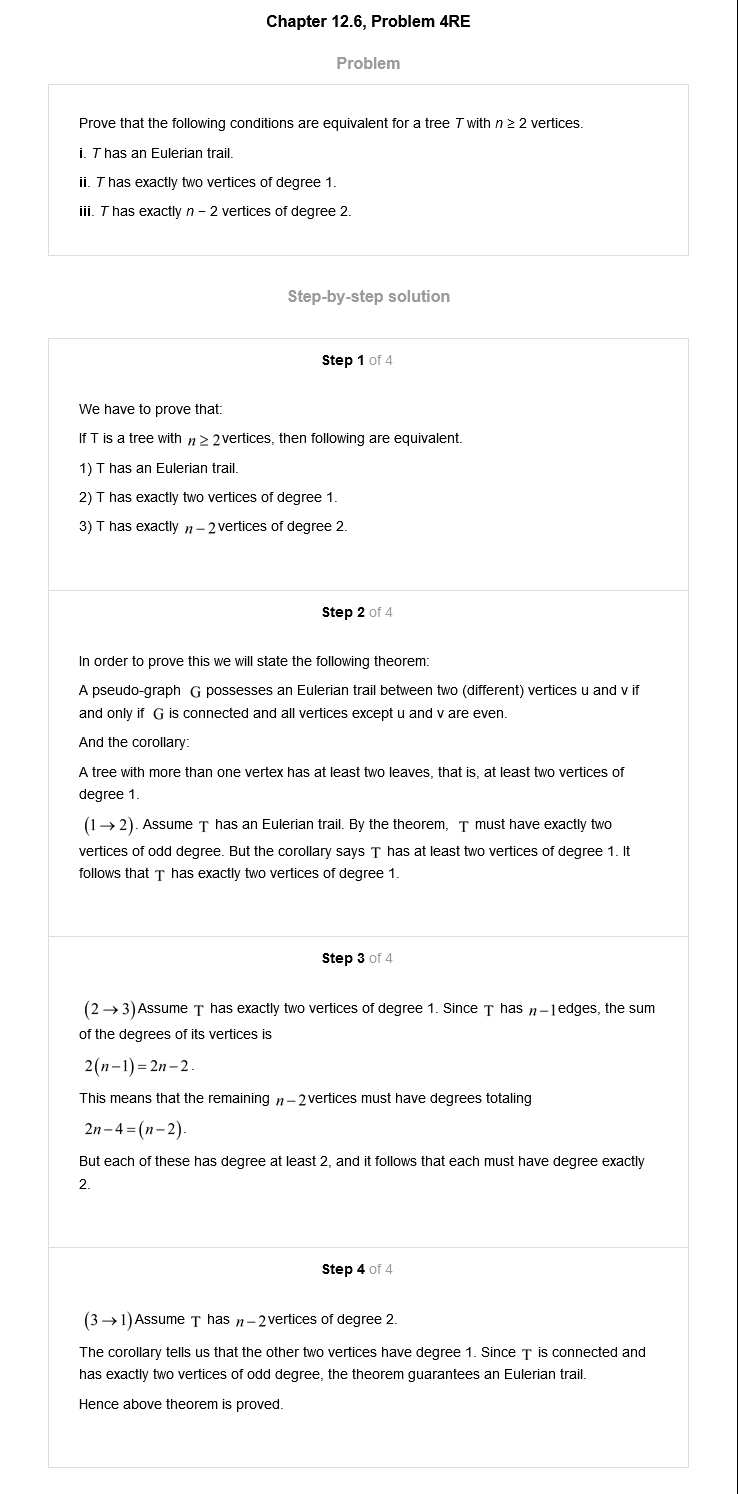 Chapter 12.6, Problem 4RE
Problem
Prove that the following conditions are equivalent for a tree T with n ≥ 2 vertices.
i. T has an Eulerian trail.
ii. T has exactly two vertices of degree 1.
iii. T has exactly n − 2 vertices of degree 2.
Step-by-step solution
Step 1 of 4
We have to prove that:
If T is a tree with n ≥ 2 vertices, then following are equivalent.
1) T has an Eulerian trail.
2) T has exactly two vertices of degree 1.
3) T has exactly n − 2 vertices of degree 2.
Step 2 of 4
In order to prove this we will state the following theorem:
A pseudo-graph G possesses an Eulerian trail between two (different) vertices u and v if
and only if G is connected and all vertices except u and v are even.
And the corollary:
A tree with more than one vertex has at least two leaves, that is, at least two vertices of
degree 1.
(1 → 2). Assume T has an Eulerian trail. By the theorem, T must have exactly two
vertices of odd degree. But the corollary says T has at least two vertices of degree 1. It
follows that T has exactly two vertices of degree 1.
Step 3 of 4
(2 → 3) Assume T has exactly two vertices of degree 1. Since T has n−1 edges, the sum
of the degrees of its vertices is
2(n−1) = 2n−2.
This means that the remaining n−2 vertices must have degrees totaling
2n−4 = (n−2).
But each of these has degree at least 2, and it follows that each must have degree exactly
2.
Step 4 of 4
(3 → 1) Assume T has n−2 vertices of degree 2.
The corollary tells us that the other two vertices have degree 1. Since T is connected and
has exactly two vertices of odd degree, the theorem guarantees an Eulerian trail.
Hence above theorem is proved.